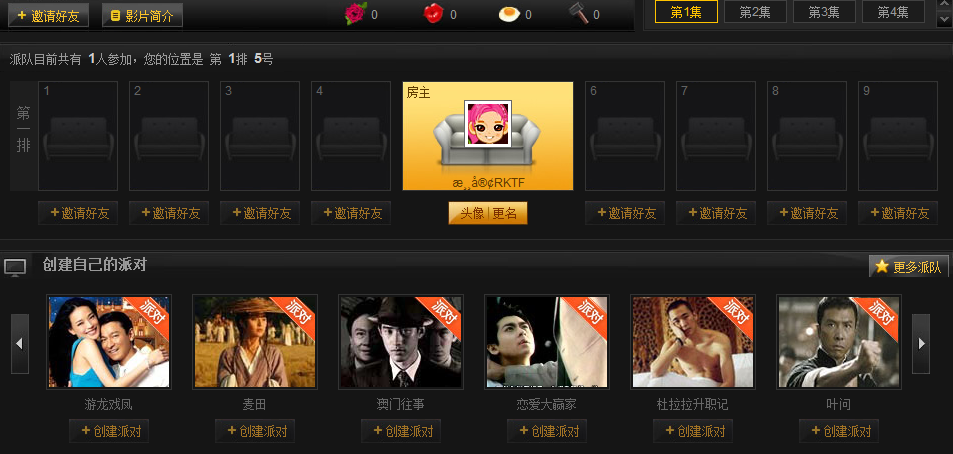 邀请好友 影片简介 0 0 0 0 第1集 第2集 第3集 第4集
派队目前共有 1人参加，您的位置是 第 1排 5号
第一排
1 2 3 4 房主 6 7 8 9
æ¸¸å®¢RKTF
+邀请好友 +邀请好友 +邀请好友 +邀请好友 头像|更名 +邀请好友 +邀请好友 +邀请好友 +邀请好友
创建自己的派对 更多派队
派对 派对 派对 派对 派对 派对
游龙戏凤 麦田 澳门往事 恋爱大赢家 杜拉拉升职记 叶问
+创建派对 +创建派对 +创建派对 +创建派对 +创建派对 +创建派对